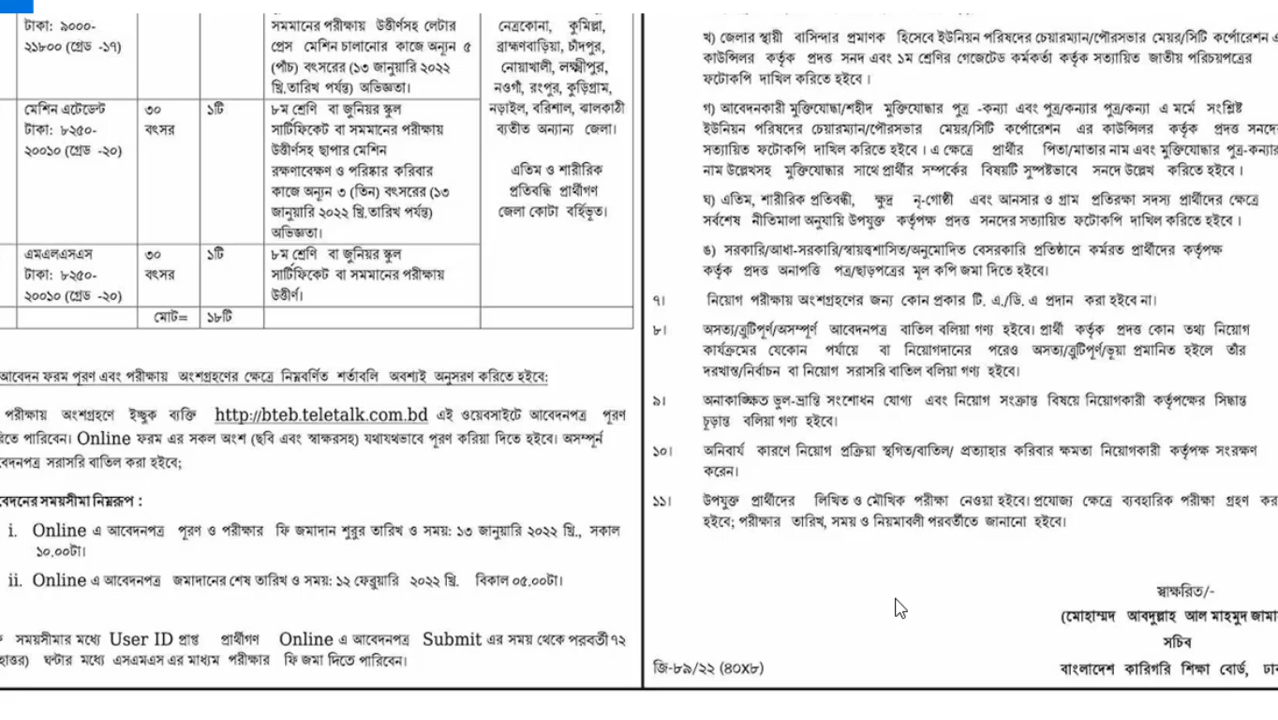 টাকা: ৯০০০-
২১৮০০ (গ্রেড -১৭)
সমমানের পরীক্ষায় উত্তীর্ণসহ লেটার
প্রেস মেশিন চালানোর কাজে অন্যূন ৫
(পাঁচ) বৎসরের (১৩ জানুয়ারি ২০২২
খ্রি.তারিখ পর্যন্ত) অভিজ্ঞতা।
নেত্রকোনা, কুমিল্লা,
ব্রাহ্মণবাড়িয়া, চাঁদপুর,
নোয়াখালী, লক্ষ্মীপুর,
নওগাঁ, রংপুর, কুড়িগ্রাম,
নড়াইল, বরিশাল, ঝালকাঠী
ব্যতীত অন্যান্য জেলা।
এতিম ও শারীরিক
প্রতিবন্ধি প্রার্থীগণ
জেলা কোটা বর্হিভূত।
মেশিন এটেডেন্ট
টাকা: ৮২৫০-
২০০১০ (গ্রেড -২০)
৩০
বৎসর
১টি
৮ম শ্রেণি বা জুনিয়র স্কুল
সার্টিফিকেট বা সমমানের পরীক্ষায়
উত্তীর্ণসহ ছাপার মেশিন
রক্ষণাবেক্ষণ ও পরিষ্কার করিবার
কাজে অন্যূন ৩ (তিন) বৎসরের (১৩
জানুয়ারি ২০২২ খ্রি.তারিখ পর্যন্ত)
অভিজ্ঞতা।
এমএলএসএস
টাকা: ৮২৫০-
২০০১০ (গ্রেড -২০)
৩০
বৎসর
১টি
৮ম শ্রেণি বা জুনিয়র স্কুল
সার্টিফিকেট বা সমমানের পরীক্ষায়
উত্তীর্ণ।
মোট= ১৮টি
আবেদন ফরম পূরণ এবং পরীক্ষায় অংশগ্রহণের ক্ষেত্রে নিম্নবর্ণিত শর্তাবলি অবশ্যই অনুসরণ করিতে হইবে:
পরীক্ষায় অংশগ্রহণে ইচ্ছুক ব্যক্তি http://bteb.teletalk.com.bd এই ওয়েবসাইটে আবেদনপত্র পূরণ
রিতে পারিবেন। Online ফরম এর সকল অংশ (ছবি এবং স্বাক্ষরসহ) যথাযথভাবে পূরণ করিয়া দিতে হইবে। অসম্পূর্ন
বেদনপত্র সরাসরি বাতিল করা হইবে;
বেদনের সময়সীমা নিম্নরূপ :
i. Online এ আবেদনপত্র পূরণ ও পরীক্ষার ফি জমাদান শুরুর তারিখ ও সময়: ১৩ জানুয়ারি ২০২২ খ্রি., সকাল
১০.০০টা।
ii. Online এ আবেদনপত্র জমাদানের শেষ তারিখ ও সময়: ১২ ফেব্রুয়ারি ২০২২ খ্রি. বিকাল ০৫.০০টা।
সময়সীমার মধ্যে User ID প্রাপ্ত প্রার্থীগণ Online এ আবেদনপত্র Submit এর সময় থেকে পরবর্তী ৭২
হাত্তর) ঘন্টার মধ্যে এসএমএস এর মাধ্যম পরীক্ষার ফি জমা দিতে পারিবেন।
খ) জেলার স্থায়ী বাসিন্দার প্রমাণক হিসেবে ইউনিয়ন পরিষদের চেয়ারম্যান/পৌরসভার মেয়র/সিটি কর্পোরেশন এ
কাউন্সিলর কর্তৃক প্রদত্ত সনদ এবং ১ম শ্রেণির গেজেটেড কর্মকর্তা কর্তৃক সত্যায়িত জাতীয় পরিচয়পত্রের
ফটোকপি দাখিল করিতে হইবে ।
গ) আবেদনকারী মুক্তিযোদ্ধা/শহীদ মুক্তিযোদ্ধার পুত্র -কন্যা এবং পুত্র/কন্যার পুত্র/কন্যা এ মর্মে সংশ্লিষ্ট
ইউনিয়ন পরিষদের চেয়ারম্যান/পৌরসভার মেয়র/সিটি কর্পোরেশন এর কাউন্সিলর কর্তৃক প্রদত্ত সনদে
সত্যায়িত ফটোকপি দাখিল করিতে হইবে । এ ক্ষেত্রে প্রার্থীর পিতা/মাতার নাম এবং মুক্তিযোদ্ধার পুত্র-কন্যার
নাম উল্লেখসহ মুক্তিযোদ্ধার সাথে প্রার্থীর সম্পর্কের বিষয়টি সুষ্পষ্টভাবে সনদে উল্লেখ করিতে হইবে ।
ঘ) এতিম, শারীরিক প্রতিবন্ধী, ক্ষুদ্র নৃ-গোষ্ঠী এবং আনসার ও গ্রাম প্রতিরক্ষা সদস্য প্রার্থীদের ক্ষেত্রে
সর্বশেষ নীতিমালা অনুযায়ি উপযুক্ত কর্তৃপক্ষ প্রদত্ত সনদের সত্যায়িত ফটোকপি দাখিল করিতে হইবে ।
ঙ) সরকারি/আধা-সরকারি/স্বায়ত্ত্বশাসিত/অনুমোদিত বেসরকারি প্রতিষ্ঠানে কর্মরত প্রার্থীদের কর্তৃপক্ষ
কর্তৃক প্রদত্ত অনাপত্তি পত্র/ছাড়পত্রের মূল কপি জমা দিতে হইবে।
৭। নিয়োগ পরীক্ষায় অংশগ্রহণের জন্য কোন প্রকার টি. এ./ডি. এ প্রদান করা হইবে না।
৮। অসত্য/ত্রুটিপূর্ণ/অসম্পূর্ণ আবেদনপত্র বাতিল বলিয়া গণ্য হইবে। প্রার্থী কর্তৃক প্রদত্ত কোন তথ্য নিয়োগ
কার্যক্রমের যেকোন পর্যায়ে বা নিয়োগদানের পরেও অসত্য/ত্রুটিপূর্ণ/ভূয়া প্রমানিত হইলে তাঁর
দরখাস্ত/নির্বাচন বা নিয়োগ সরাসরি বাতিল বলিয়া গণ্য হইবে।
৯। অনাকাঙ্ক্ষিত ভুল-ভ্রান্তি সংশোধন যোগ্য এবং নিয়োগ সংক্রান্ত বিষয়ে নিয়োগকারী কর্তৃপক্ষের সিদ্ধান্ত
চূড়ান্ত বলিয়া গণ্য হইবে।
১০। অনিবার্য কারণে নিয়োগ প্রক্রিয়া স্থগিত/বাতিল/ প্রত্যাহার করিবার ক্ষমতা নিয়োগকারী কর্তৃপক্ষ সংরক্ষণ
করেন।
১১। উপযুক্ত প্রার্থীদের লিখিত ও মৌখিক পরীক্ষা নেওয়া হইবে। প্রযোজ্য ক্ষেত্রে ব্যবহারিক পরীক্ষা গ্রহণ কর
হইবে; পরীক্ষার তারিখ, সময় ও নিয়মাবলী পরবর্তীতে জানানো হইবে।
স্বাক্ষরিত/-
(মোহাম্মদ আবদুল্লাহ আল মাহমুদ জামা
সচিব
জি-৮৯/২২ (৪০X৮)
বাংলাদেশ কারিগরি শিক্ষা বোর্ড, ঢাক